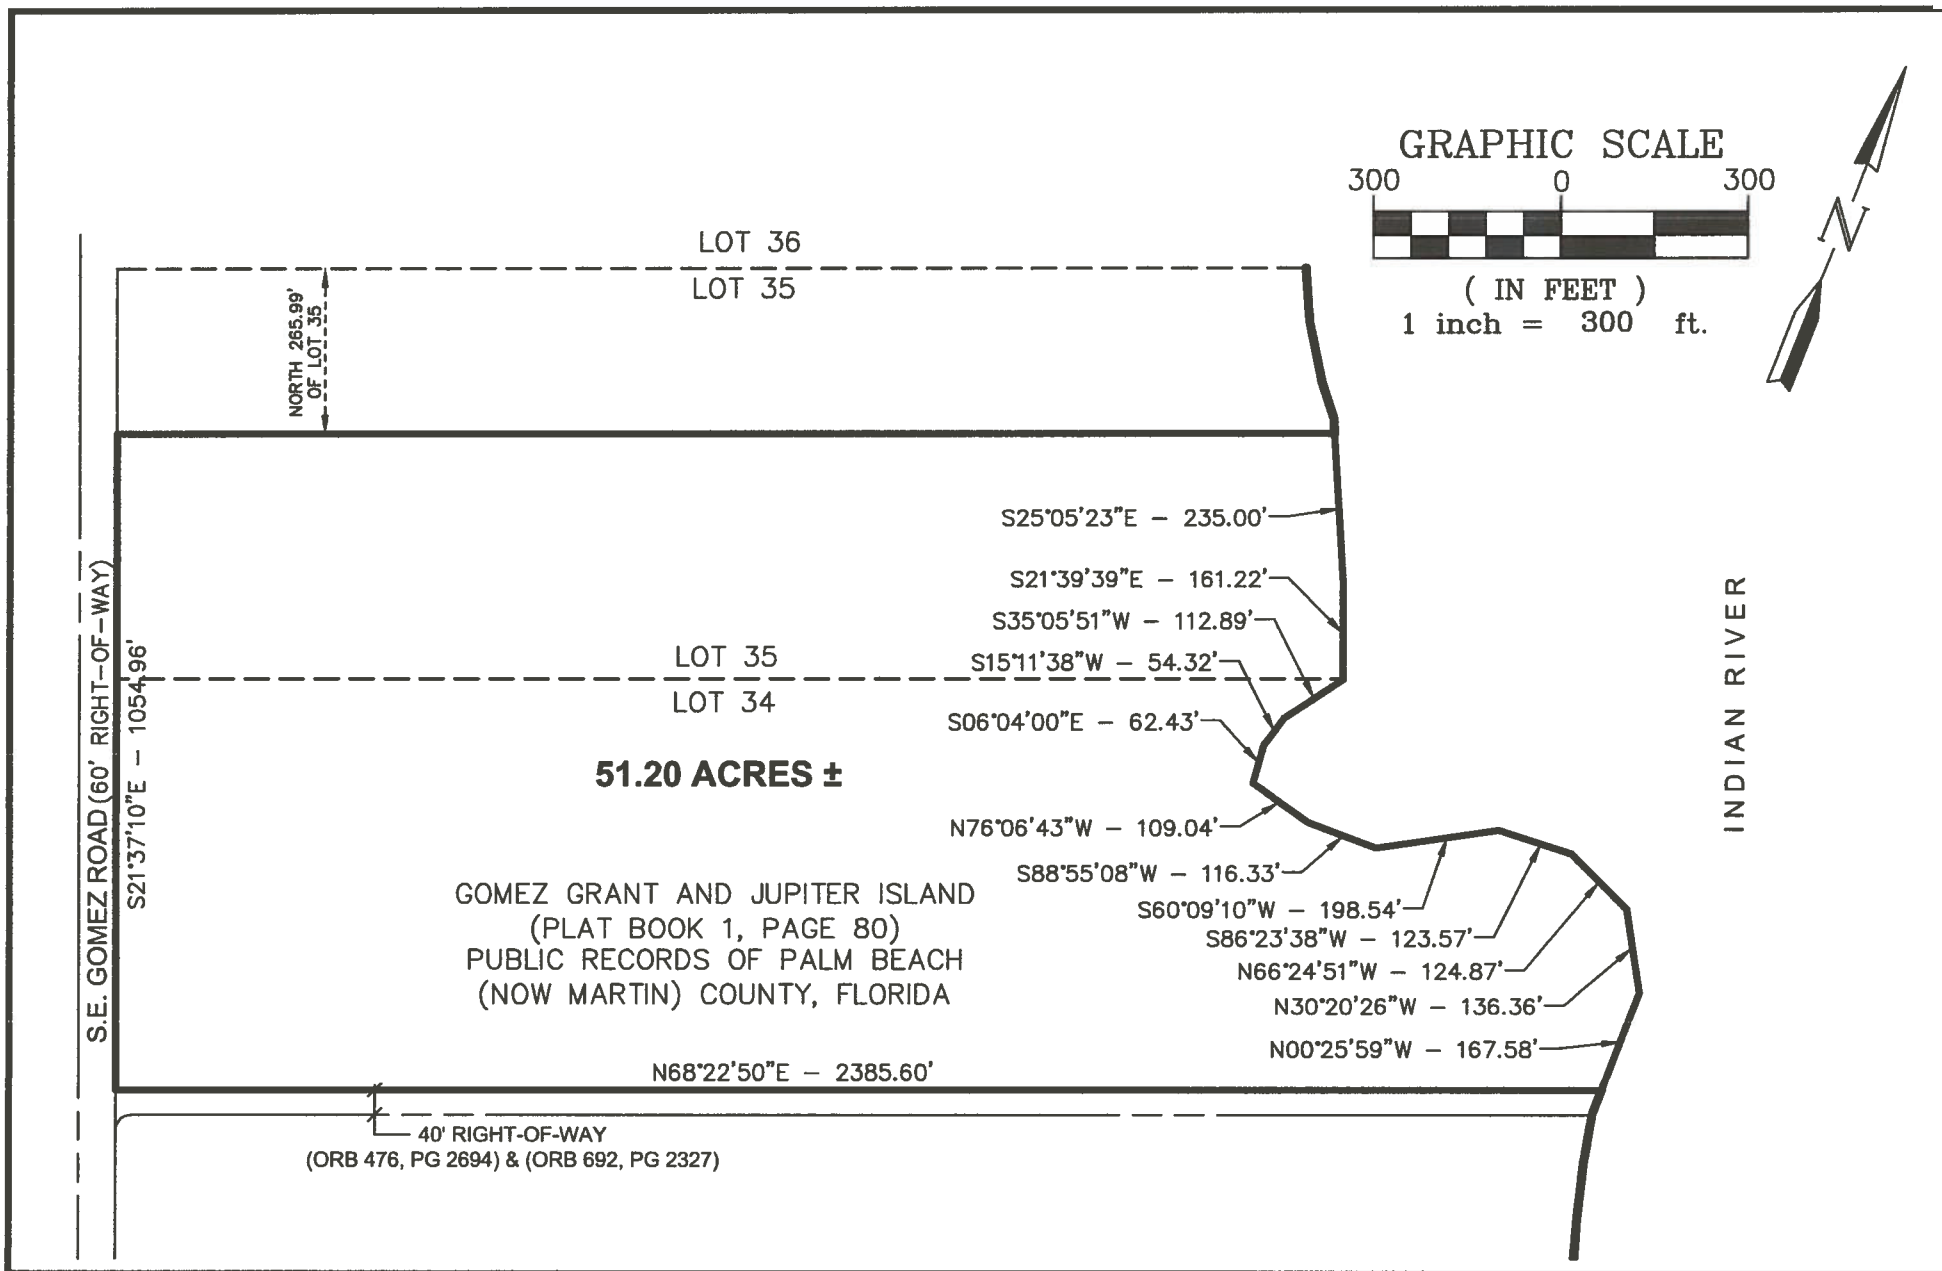 GRAPHIC SCALE
300 0 300
( IN FEET )
1 inch = 300 ft.
N
LOT 36
LOT 35
NORTH 265.99'
OF LOT 35
S25°05'23"E – 235.00'
S21°39'39"E – 161.22'
S35°05'51"W – 112.89'
S15°11'38"W – 54.32'
S06°04'00"E – 62.43'
LOT 35
LOT 34
51.20 ACRES ±
N76°06'43"W – 109.04'
S88°55'08"W – 116.33'
S60°09'10"W – 198.54'
S86°23'38"W – 123.57'
N66°24'51"W – 124.87'
N30°20'26"W – 136.36'
N00°25'59"W – 167.58'
INDIAN RIVER
S.E. GOMEZ ROAD (60' RIGHT-OF-WAY)
S21°37'10"E – 1054.96'
GOMEZ GRANT AND JUPITER ISLAND
(PLAT BOOK 1, PAGE 80)
PUBLIC RECORDS OF PALM BEACH
(NOW MARTIN) COUNTY, FLORIDA
N68°22'50"E – 2385.60'
40' RIGHT-OF-WAY
(ORB 476, PG 2694) & (ORB 692, PG 2327)